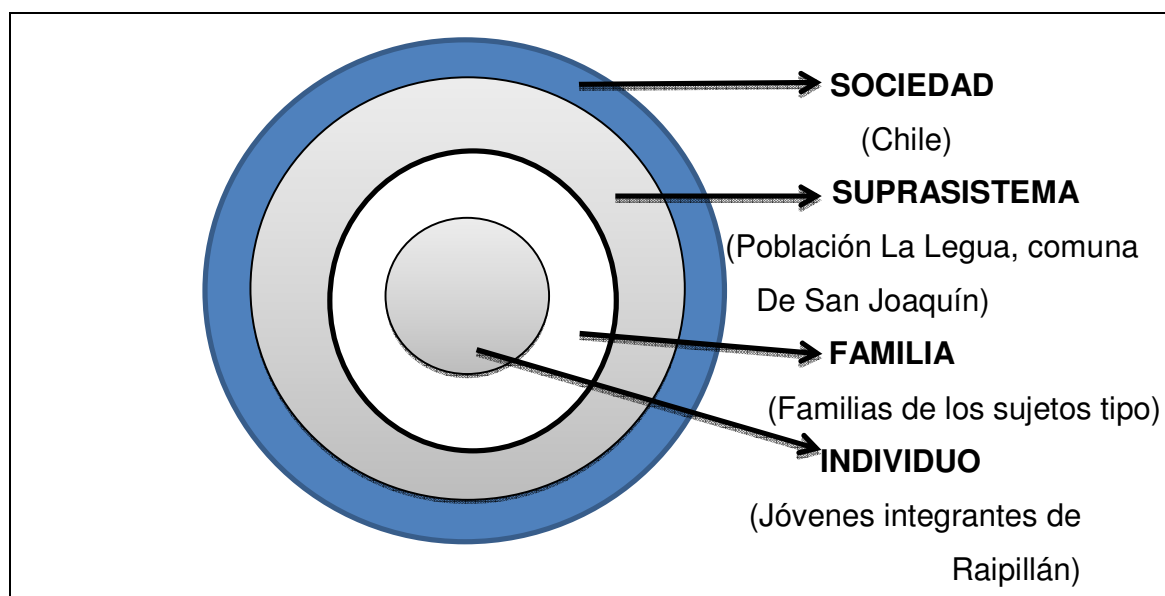 SOCIEDAD
(Chile)
SUPRASISTEMA
(Población La Legua, comuna
De San Joaquín)
FAMILIA
(Familias de los sujetos tipo)
INDIVIDUO
(Jóvenes integrantes de
Raipillán)